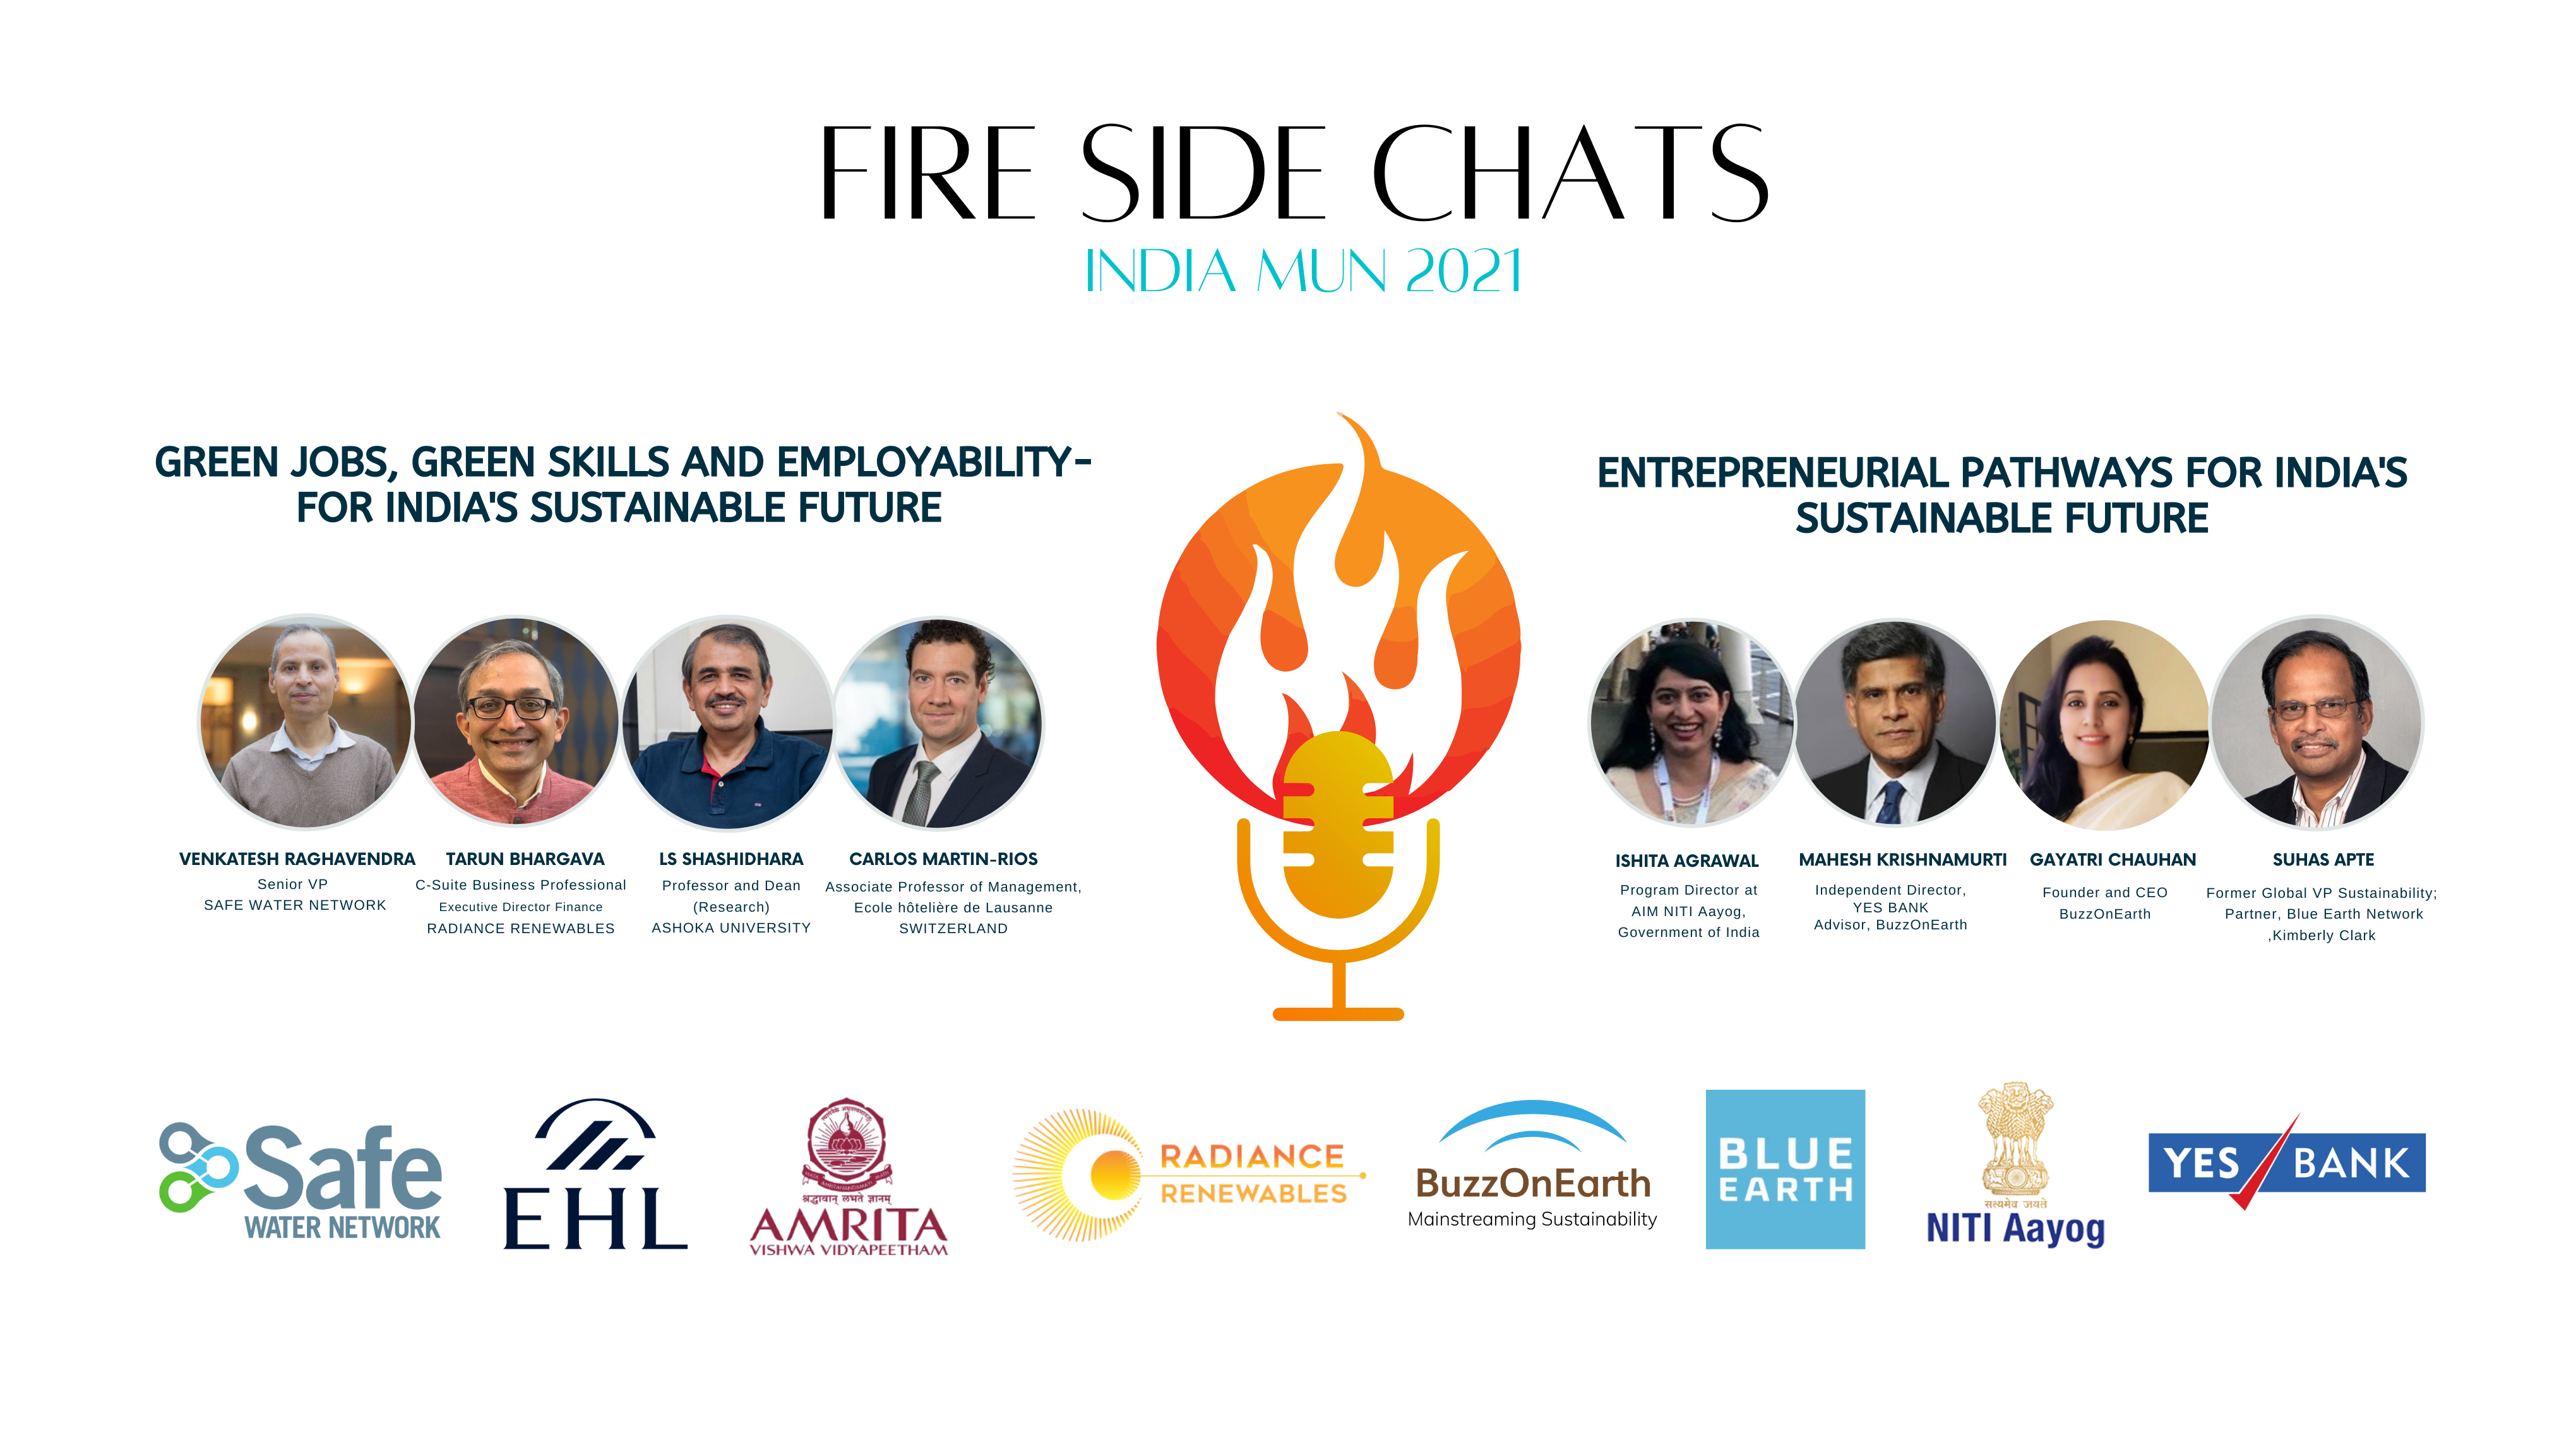 FIRE SIDE CHATS
INDIA MUN 2021
GREEN JOBS, GREEN SKILLS AND EMPLOYABILITY-
FOR INDIA'S SUSTAINABLE FUTURE
VENKATESH RAGHAVENDRA
Senior VP
SAFE WATER NETWORK
TARUN BHARGAVA
C-Suite Business Professional
Executive Director Finance
RADIANCE RENEWABLES
LS SHASHIDHARA
Professor and Dean
(Research)
ASHOKA UNIVERSITY
CARLOS MARTIN-RIOS
Associate Professor of Management,
Ecole hôtelière de Lausanne
SWITZERLAND
ENTREPRENEURIAL PATHWAYS FOR INDIA'S
SUSTAINABLE FUTURE
ISHITA AGRAWAL
Program Director at
AIM NITI Aayog,
Government of India
MAHESH KRISHNAMURTI
Independent Director,
YES BANK
Advisor, BuzzOnEarth
GAYATRI CHAUHAN
Founder and CEO
BuzzOnEarth
SUHAS APTE
Former Global VP Sustainability;
Partner, Blue Earth Network
,Kimberly Clark
Safe
WATER NETWORK
EHL
श्रद्धावान् लभते ज्ञानम्
AMRITA
VISHWA VIDYAPEETHAM
RADIANCE
RENEWABLES
BuzzOnEarth
Mainstreaming Sustainability
BLUE
EARTH
सत्यमेव जयते
NITI Aayog
YES BANK